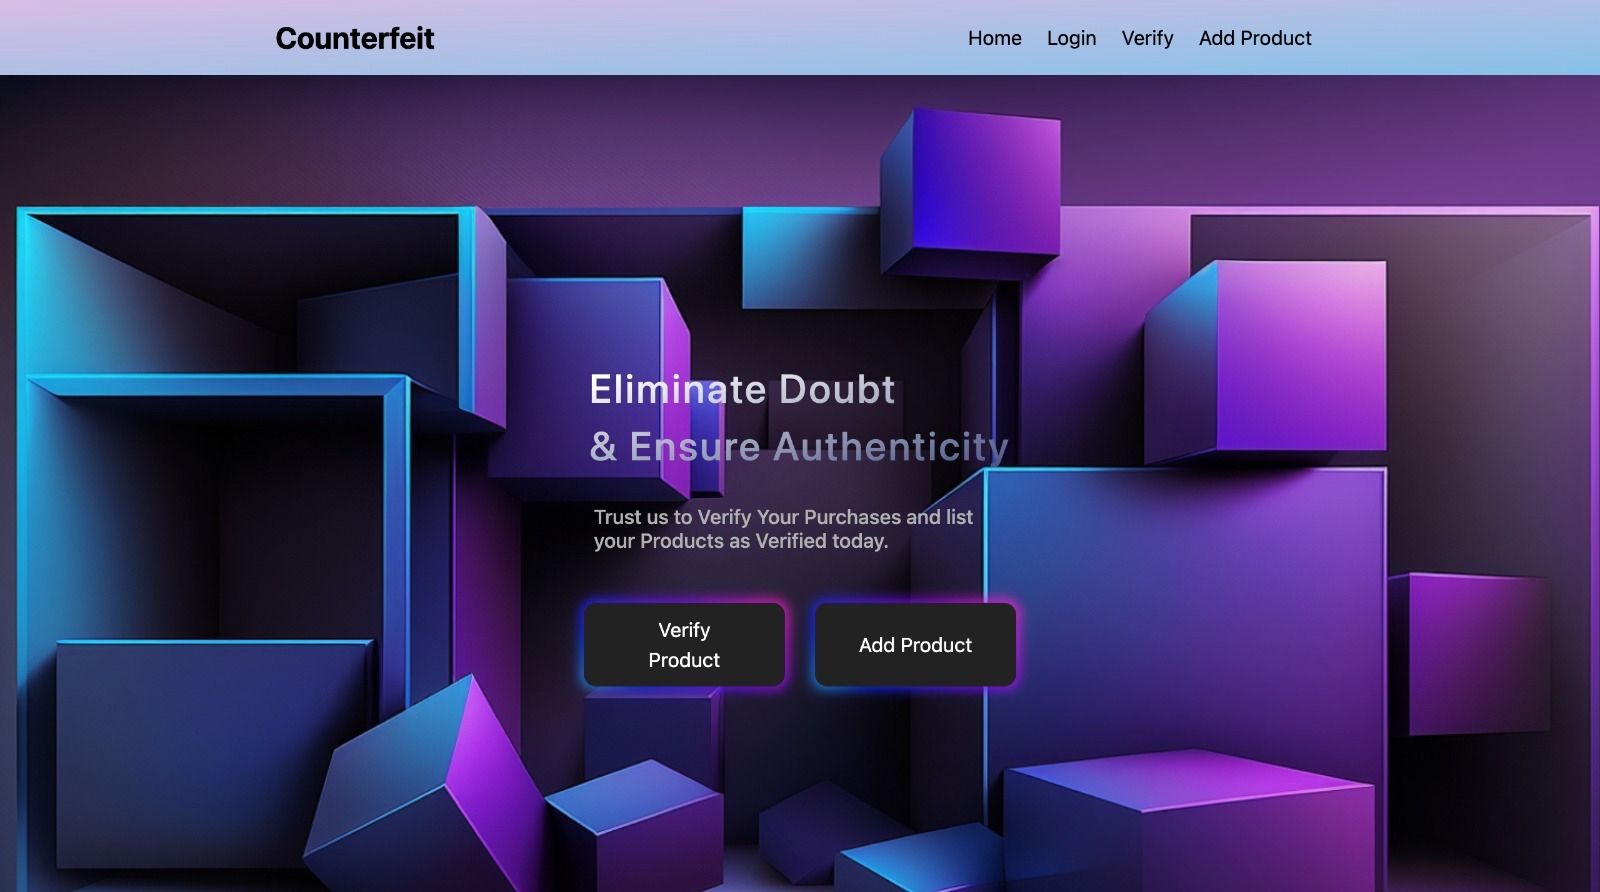 Counterfeit
Home Login Verify Add Product
Eliminate Doubt
& Ensure Authenticity
Trust us to Verify Your Purchases and list
your Products as Verified today.
Verify
Product
Add Product